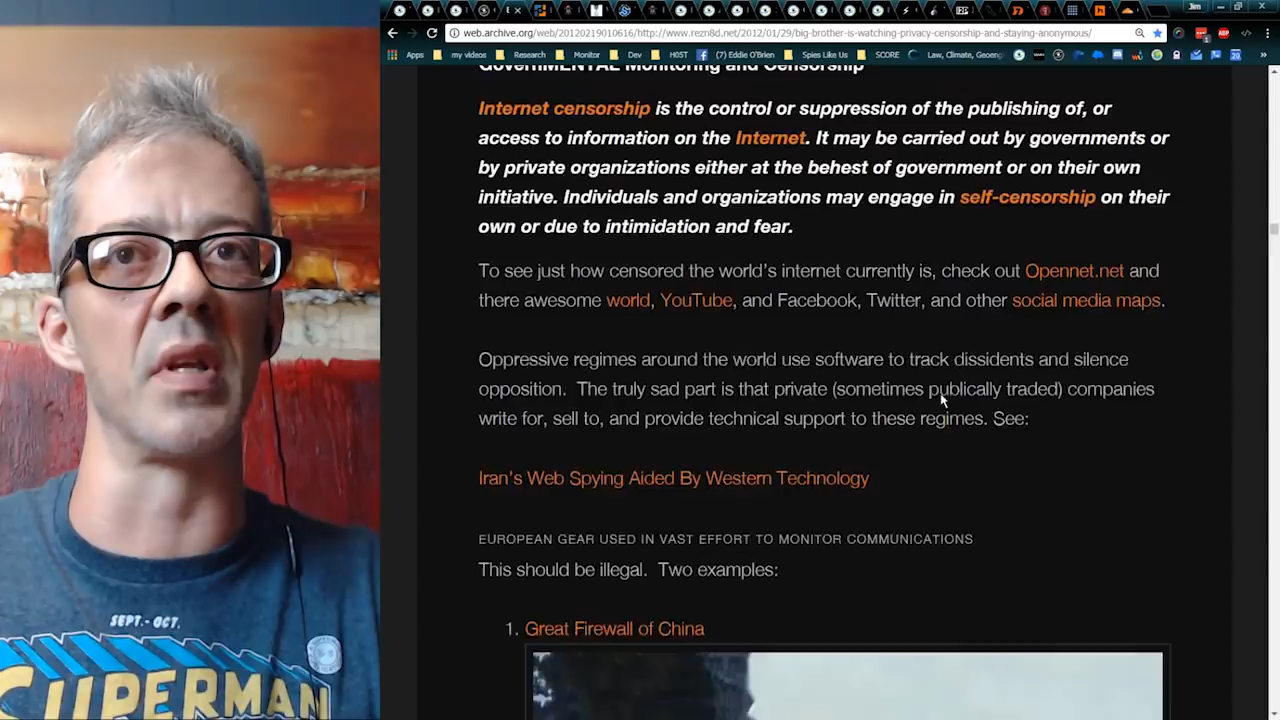 Jim
web.archive.org/web/20120219010616/http://www.rezn8d.net/2012/01/29/big-brother-is-watching-privacy-censorship-and-staying-anonymous/
Apps my videos Research Monitor Dev H0ST (7) Eddie O'Brien Spies Like Us SCORE Law, Climate, Geoeng
GovernMENTAL Monitoring and Censorship
Internet censorship is the control or suppression of the publishing of, or
access to information on the Internet. It may be carried out by governments or
by private organizations either at the behest of government or on their own
initiative. Individuals and organizations may engage in self-censorship on their
own or due to intimidation and fear.
To see just how censored the world's internet currently is, check out Opennet.net and
there awesome world, YouTube, and Facebook, Twitter, and other social media maps.
Oppressive regimes around the world use software to track dissidents and silence
opposition. The truly sad part is that private (sometimes publically traded) companies
write for, sell to, and provide technical support to these regimes. See:
Iran's Web Spying Aided By Western Technology
EUROPEAN GEAR USED IN VAST EFFORT TO MONITOR COMMUNICATIONS
This should be illegal. Two examples:
1. Great Firewall of China
SEPT.-OCT.
SUPERMAN